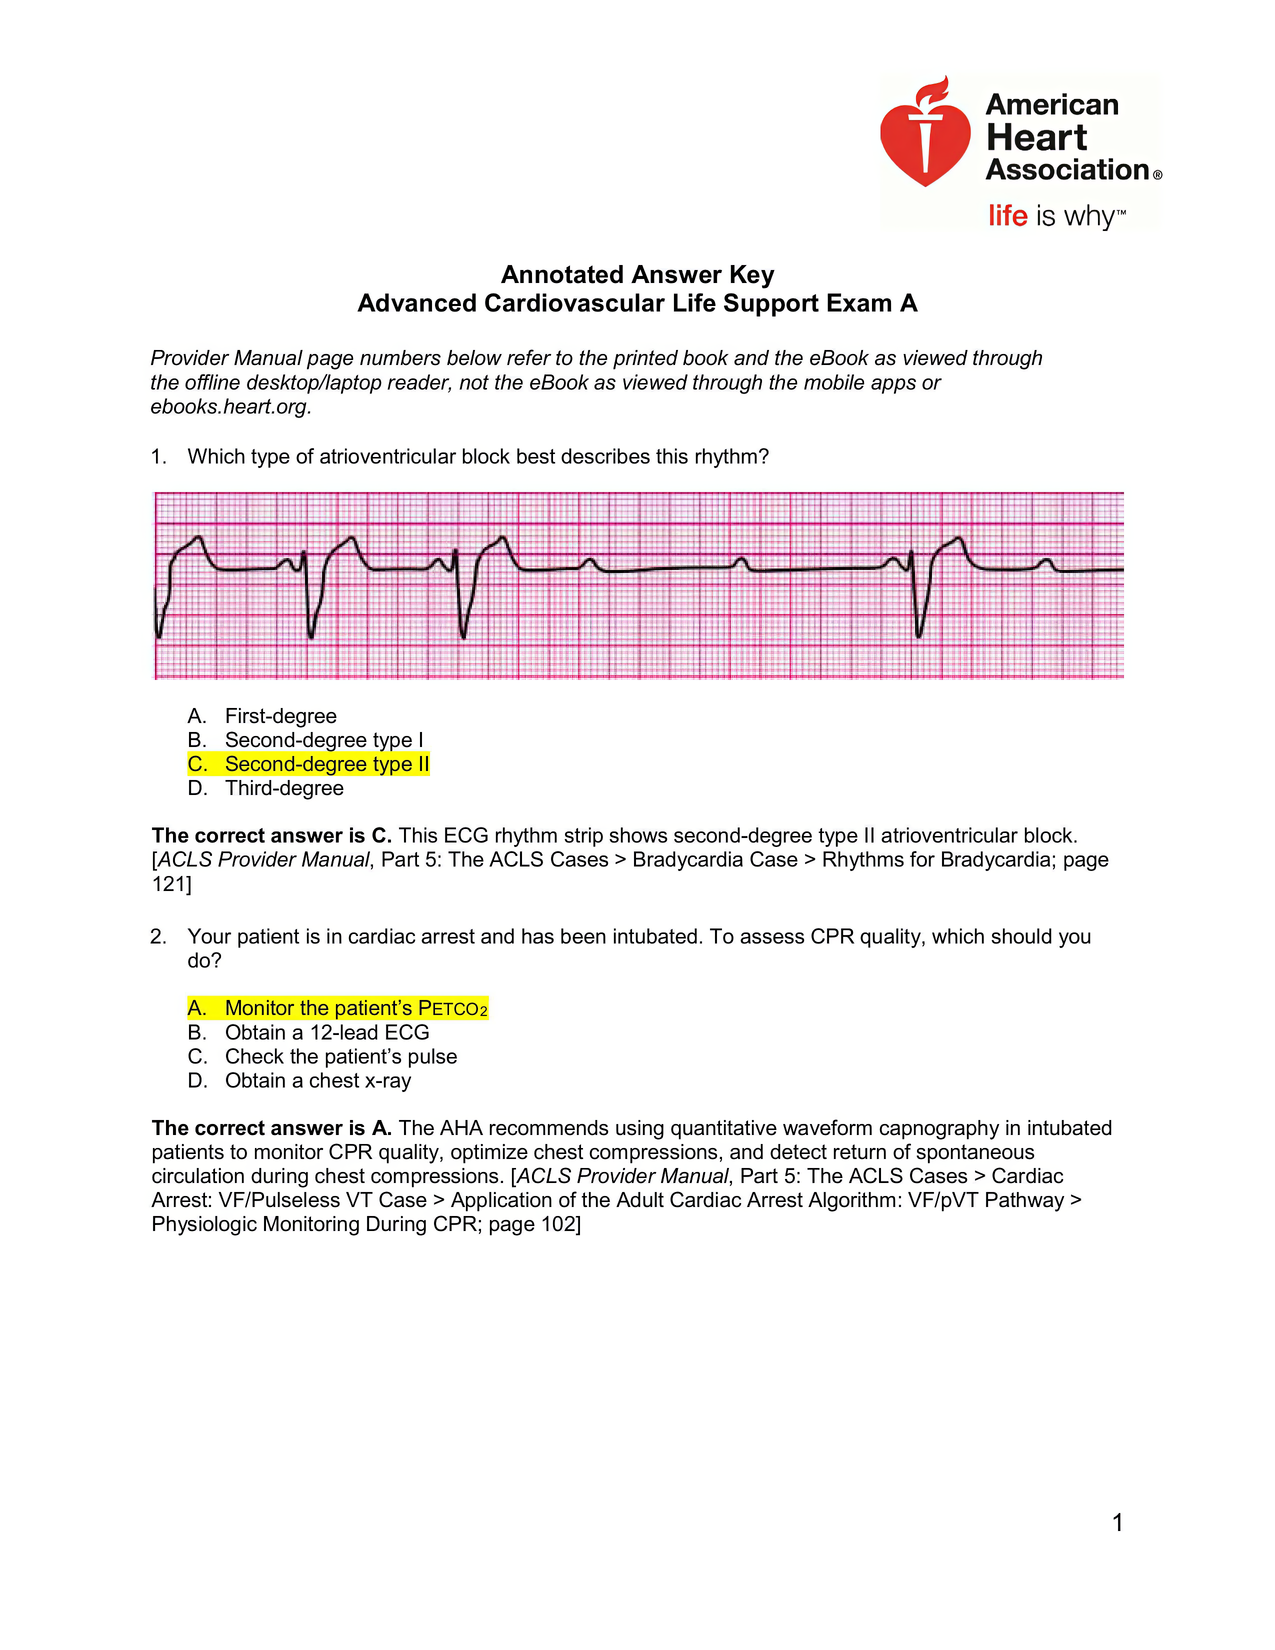 American
Heart
Association®
life is why™
Annotated Answer Key
Advanced Cardiovascular Life Support Exam A
Provider Manual page numbers below refer to the printed book and the eBook as viewed through
the offline desktop/laptop reader, not the eBook as viewed through the mobile apps or
ebooks.heart.org.
1. Which type of atrioventricular block best describes this rhythm?
A. First-degree
B. Second-degree type I
C. Second-degree type II
D. Third-degree
The correct answer is C. This ECG rhythm strip shows second-degree type II atrioventricular block.
[ACLS Provider Manual, Part 5: The ACLS Cases > Bradycardia Case > Rhythms for Bradycardia; page
121]
2. Your patient is in cardiac arrest and has been intubated. To assess CPR quality, which should you
do?
A. Monitor the patient’s PETCO2
B. Obtain a 12-lead ECG
C. Check the patient’s pulse
D. Obtain a chest x-ray
The correct answer is A. The AHA recommends using quantitative waveform capnography in intubated
patients to monitor CPR quality, optimize chest compressions, and detect return of spontaneous
circulation during chest compressions. [ACLS Provider Manual, Part 5: The ACLS Cases > Cardiac
Arrest: VF/Pulseless VT Case > Application of the Adult Cardiac Arrest Algorithm: VF/pVT Pathway >
Physiologic Monitoring During CPR; page 102]
1